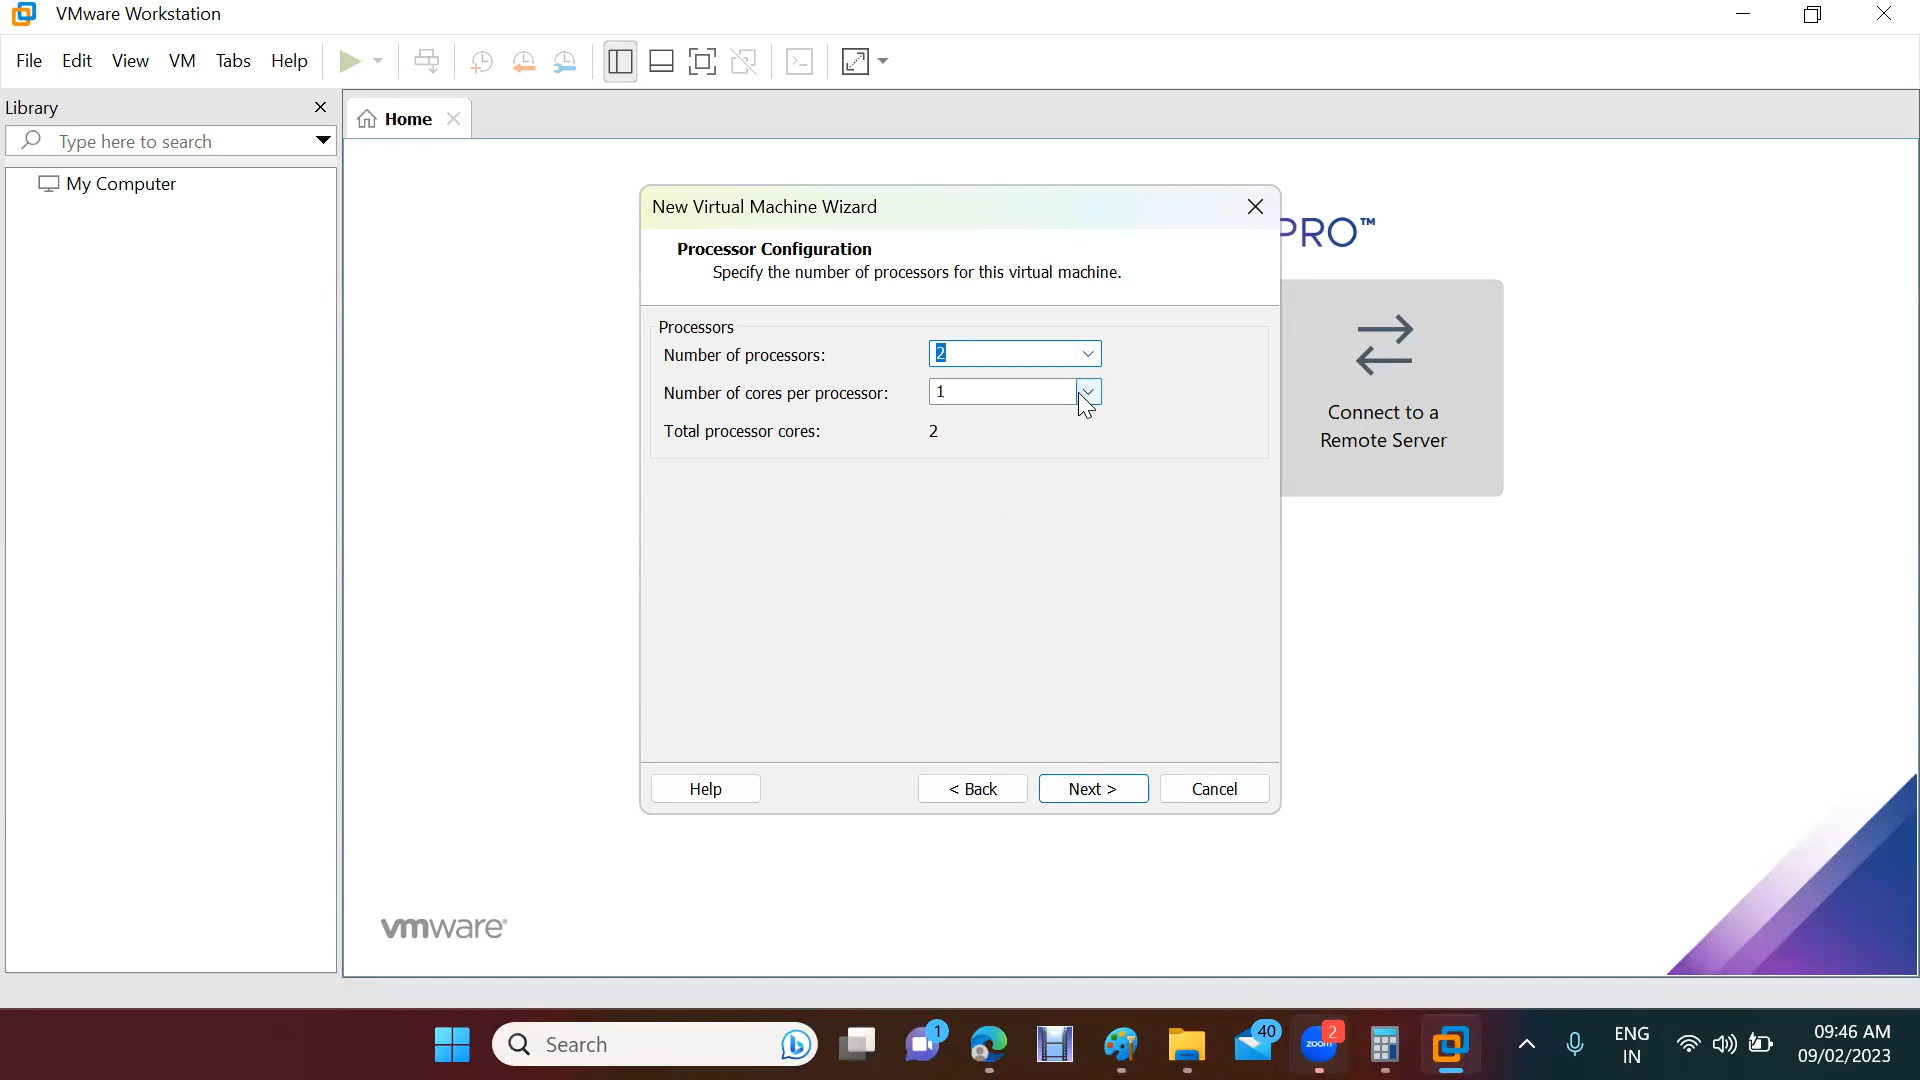 VMware Workstation
File Edit View VM Tabs Help
Library
Type here to search
My Computer
Home
PRO™
New Virtual Machine Wizard
Processor Configuration
Specify the number of processors for this virtual machine.
Processors
Number of processors: 2
Number of cores per processor: 1
Total processor cores: 2
Connect to a
Remote Server
Help < Back Next > Cancel
vmware®
Search
1
40
2
zoom
ENG
IN
09:46 AM
09/02/2023